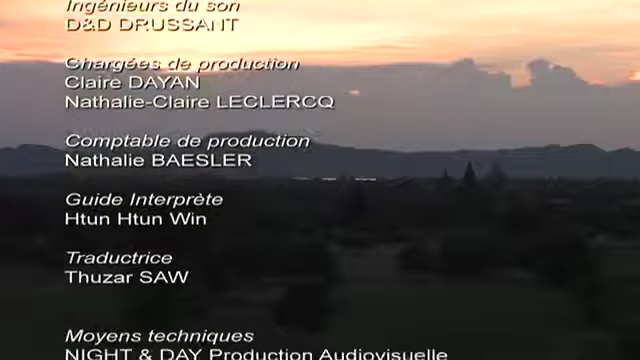 Ingénieurs du son
D&D DRUSSANT
Chargées de production
Claire DAYAN
Nathalie-Claire LECLERCQ
Comptable de production
Nathalie BAESLER
Guide Interprète
Htun Htun Win
Traductrice
Thuzar SAW
Moyens techniques
NIGHT & DAY Production Audiovisuelle